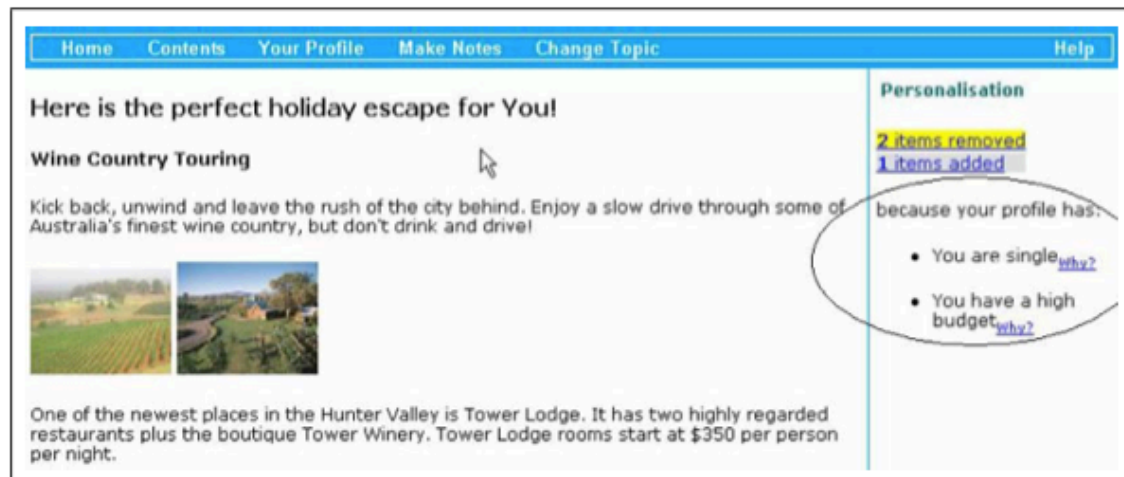 Home Contents Your Profile Make Notes Change Topic Help
Here is the perfect holiday escape for You!
Wine Country Touring
Kick back, unwind and leave the rush of the city behind. Enjoy a slow drive through some of
Australia's finest wine country, but don't drink and drive!
One of the newest places in the Hunter Valley is Tower Lodge. It has two highly regarded
restaurants plus the boutique Tower Winery. Tower Lodge rooms start at $350 per person
per night.
Personalisation
2 items removed
1 items added
because your profile has:
• You are single Why?
• You have a high
budget Why?